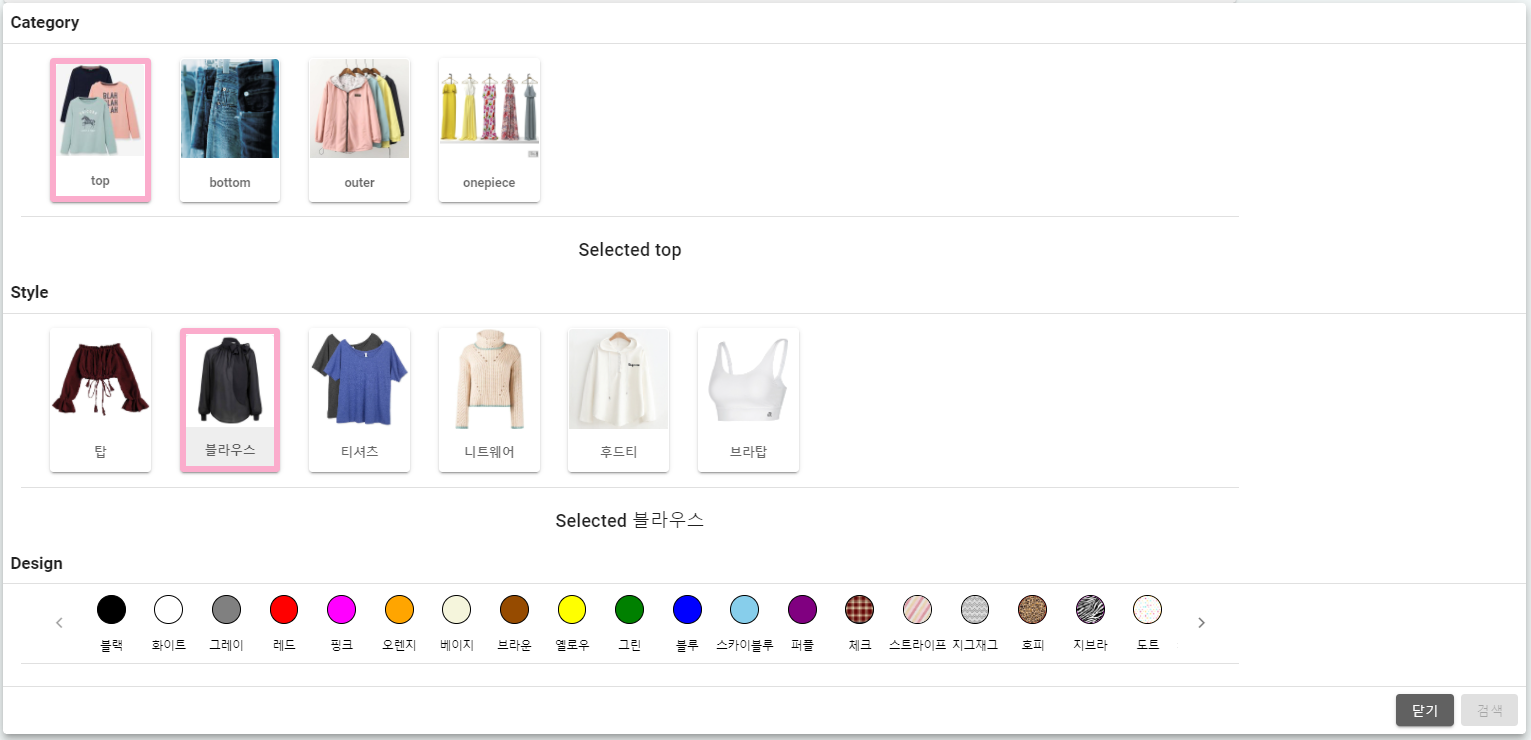 Category
BLAH
BLAH
BLAH
top
bottom
outer
onepiece
Selected top
Style
탑
블라우스
티셔츠
니트웨어
후드티
브라탑
Selected 블라우스
Design
블랙
화이트
그레이
레드
핑크
오렌지
베이지
브라운
옐로우
그린
블루
스카이블루
퍼플
체크
스트라이프
지그재그
호피
지브라
도트
닫기
검색